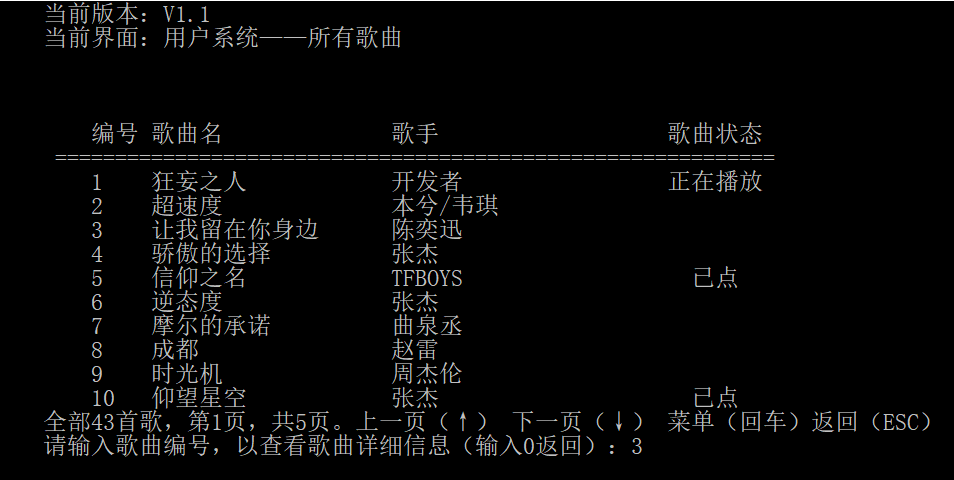 当前版本：V1.1
当前界面：用户系统——所有歌曲
编号 歌曲名 歌手 歌曲状态
============================================================
1 狂妄之人 开发者 正在播放
2 超速度 本兮/韦琪
3 让我留在你身边 陈奕迅
4 骄傲的选择 张杰
5 信仰之名 TFBOYS 已点
6 逆态度 张杰
7 摩尔的承诺 曲泉丞
8 成都 赵雷
9 时光机 周杰伦
10 仰望星空 张杰 已点
全部43首歌，第1页，共5页。上一页（↑） 下一页（↓） 菜单（回车）返回（ESC）
请输入歌曲编号，以查看歌曲详细信息（输入0返回）：3